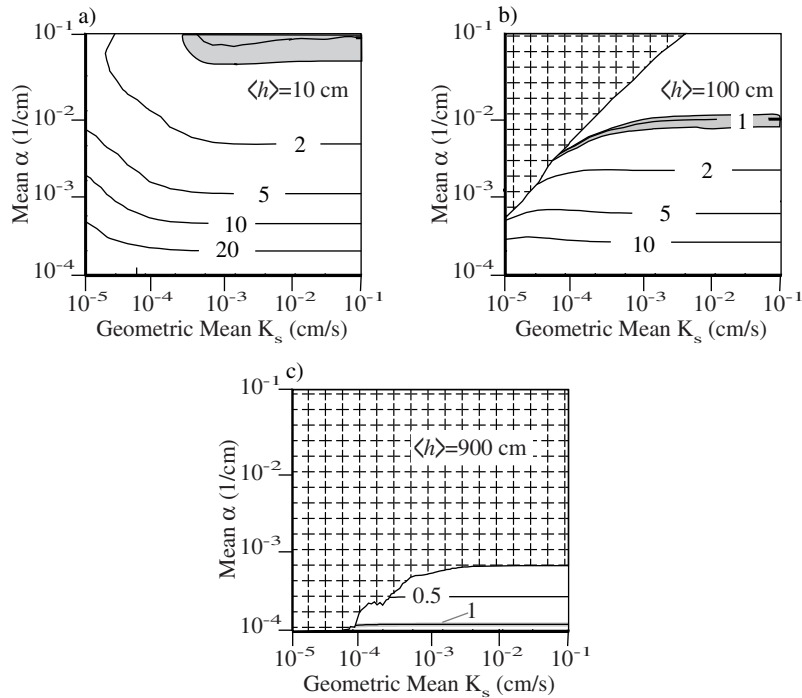 a)
10⁻¹
⟨h⟩=10 cm
10⁻²
2
10⁻³
5
10
20
10⁻⁴
Mean α (1/cm)
10⁻⁵ 10⁻⁴ 10⁻³ 10⁻² 10⁻¹
Geometric Mean Kₛ (cm/s)
b)
10⁻¹
⟨h⟩=100 cm
10⁻²
1
2
10⁻³
5
10
10⁻⁴
Mean α (1/cm)
10⁻⁵ 10⁻⁴ 10⁻³ 10⁻² 10⁻¹
Geometric Mean Kₛ (cm/s)
c)
10⁻¹
⟨h⟩=900 cm
10⁻²
10⁻³
0.5
1
10⁻⁴
Mean α (1/cm)
10⁻⁵ 10⁻⁴ 10⁻³ 10⁻² 10⁻¹
Geometric Mean Kₛ (cm/s)